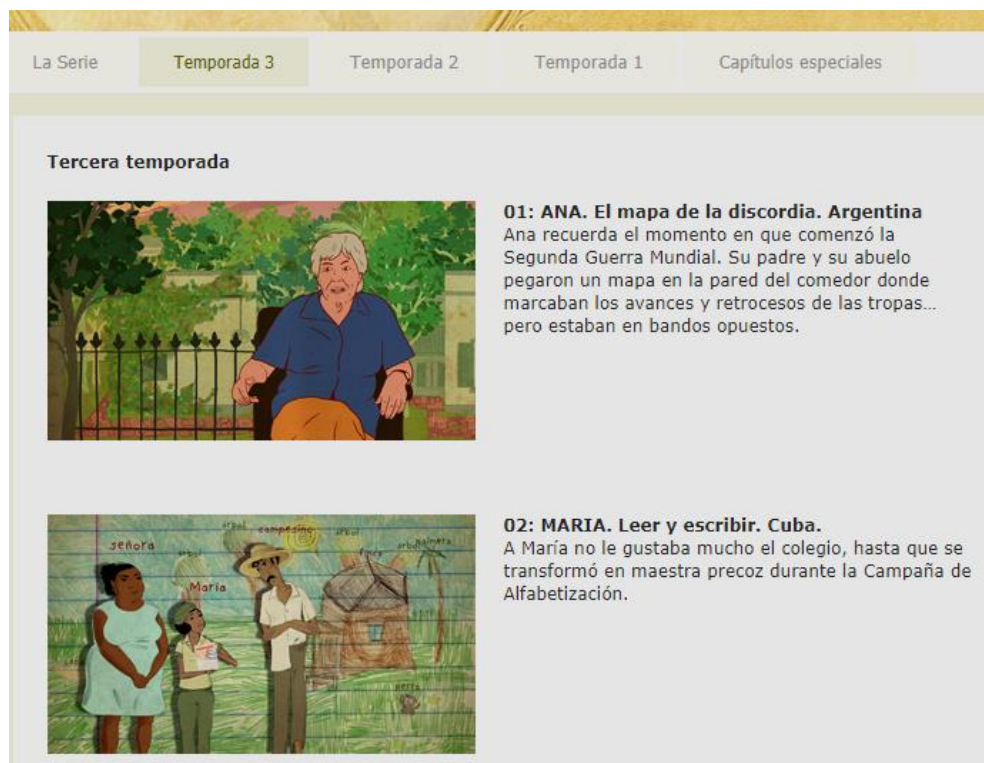 La Serie
Temporada 3
Temporada 2
Temporada 1
Capítulos especiales
Tercera temporada
01: ANA. El mapa de la discordia. Argentina
Ana recuerda el momento en que comenzó la
Segunda Guerra Mundial. Su padre y su abuelo
pegaron un mapa en la pared del comedor donde
marcaban los avances y retrocesos de las tropas...
pero estaban en bandos opuestos.
02: MARIA. Leer y escribir. Cuba.
A María no le gustaba mucho el colegio, hasta que se
transformó en maestra precoz durante la Campaña de
Alfabetización.
señora
arbol
arbol
campesino
arbol
arbol
palmera
finca
María
perro